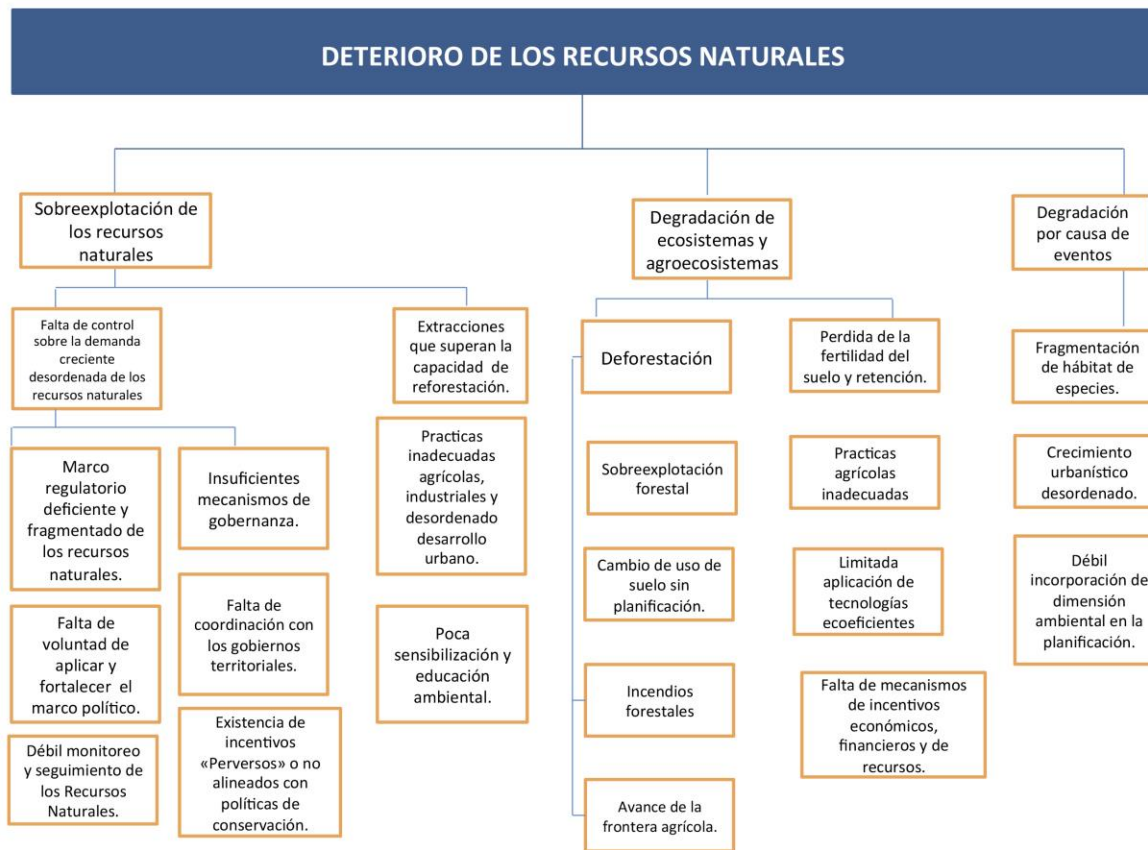 DETERIORO DE LOS RECURSOS NATURALES
Sobreexplotación de
los recursos
naturales
Degradación de
ecosistemas y
agroecosistemas
Degradación
por causa de
eventos
Falta de control
sobre la demanda
creciente
desordenada de los
recursos naturales
Extracciones
que superan la
capacidad de
reforestación.
Deforestación
Perdida de la
fertilidad del
suelo y retención.
Fragmentación
de hábitat de
especies.
Marco
regulatorio
deficiente y
fragmentado de
los recursos
naturales.
Insuficientes
mecanismos de
gobernanza.
Practicas
inadecuadas
agrícolas,
industriales y
desordenado
desarrollo
urbano.
Sobreexplotación
forestal
Practicas
agrícolas
inadecuadas
Crecimiento
urbanístico
desordenado.
Falta de
voluntad de
aplicar y
fortalecer el
marco político.
Falta de
coordinación con
los gobiernos
territoriales.
Poca
sensibilización y
educación
ambiental.
Cambio de uso de
suelo sin
planificación.
Limitada
aplicación de
tecnologías
ecoeficientes
Débil
incorporación de
dimensión
ambiental en la
planificación.
Débil monitoreo
y seguimiento de
los Recursos
Naturales.
Existencia de
incentivos
«Perversos» o no
alineados con
políticas de
conservación.
Incendios
forestales
Falta de mecanismos
de incentivos
económicos,
financieros y de
recursos.
Avance de la
frontera agrícola.